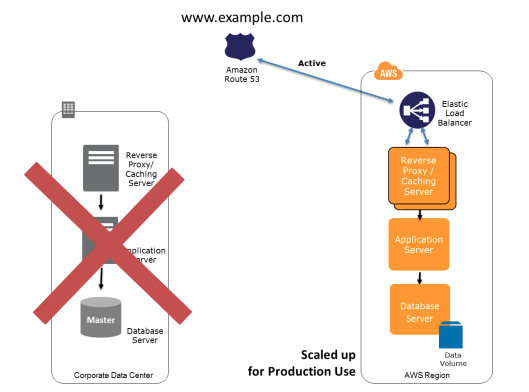 www.example.com
Amazon
Route 53
Active
AWS
Elastic
Load
Balancer
Reverse
Proxy/
Caching
Server
Application
Server
Master
Database
Server
Corporate Data Center
Reverse
Proxy /
Caching
Server
Application
Server
Database
Server
Data
Volume
Scaled up
for Production Use
AWS Region